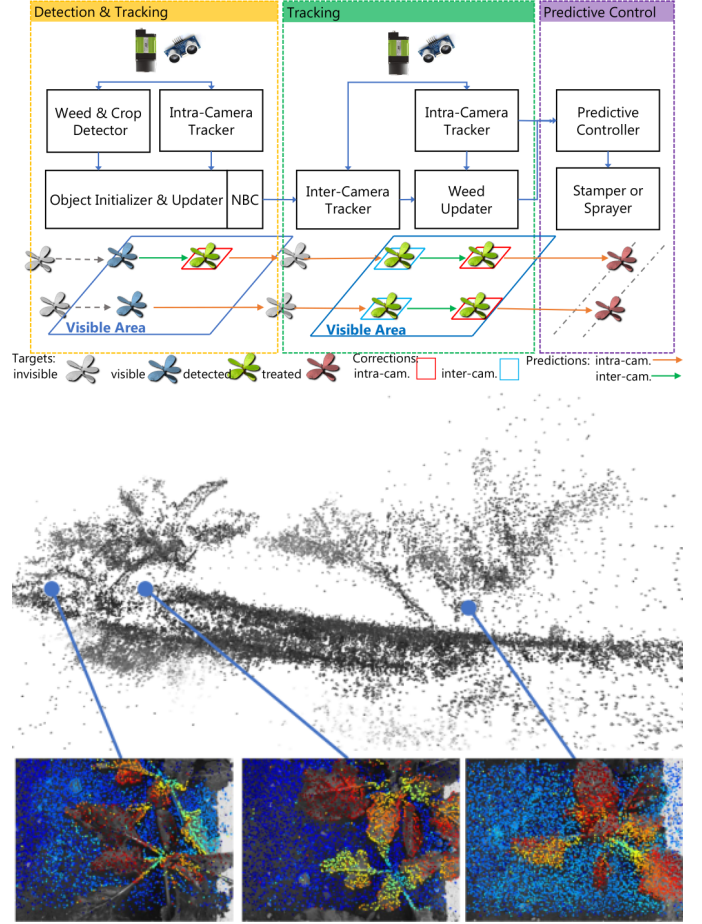 Detection & Tracking
Tracking
Predictive Control
Weed & Crop
Detector
Intra-Camera
Tracker
Intra-Camera
Tracker
Predictive
Controller
Object Initializer & Updater
NBC
Inter-Camera
Tracker
Weed
Updater
Stamper or
Sprayer
Visible Area
Visible Area
Targets:
invisible
visible
detected
treated
Corrections:
intra-cam.
inter-cam.
Predictions: intra-cam.
inter-cam.